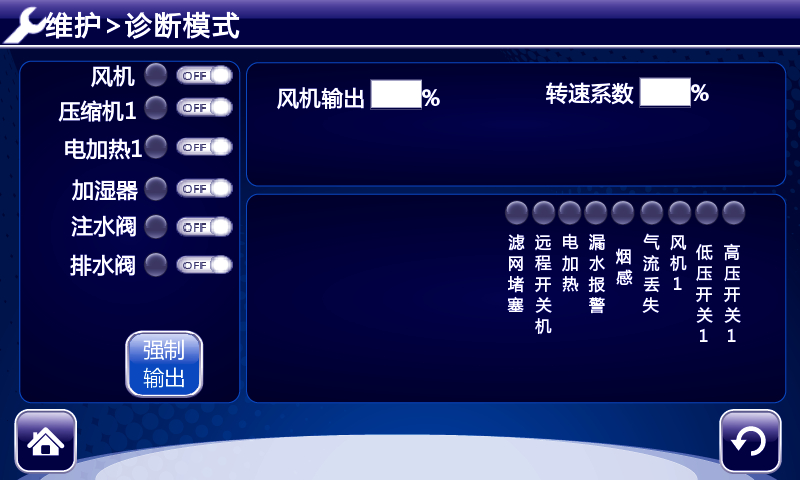 维护>诊断模式
风机 OFF
压缩机1 OFF
电加热1 OFF
加湿器 OFF
注水阀 OFF
排水阀 OFF
强制
输出
风机输出 %
转速系数 %
滤网堵塞
远程开关机
电加热
漏水报警
烟感
气流丢失
风机1
低压开关1
高压开关1